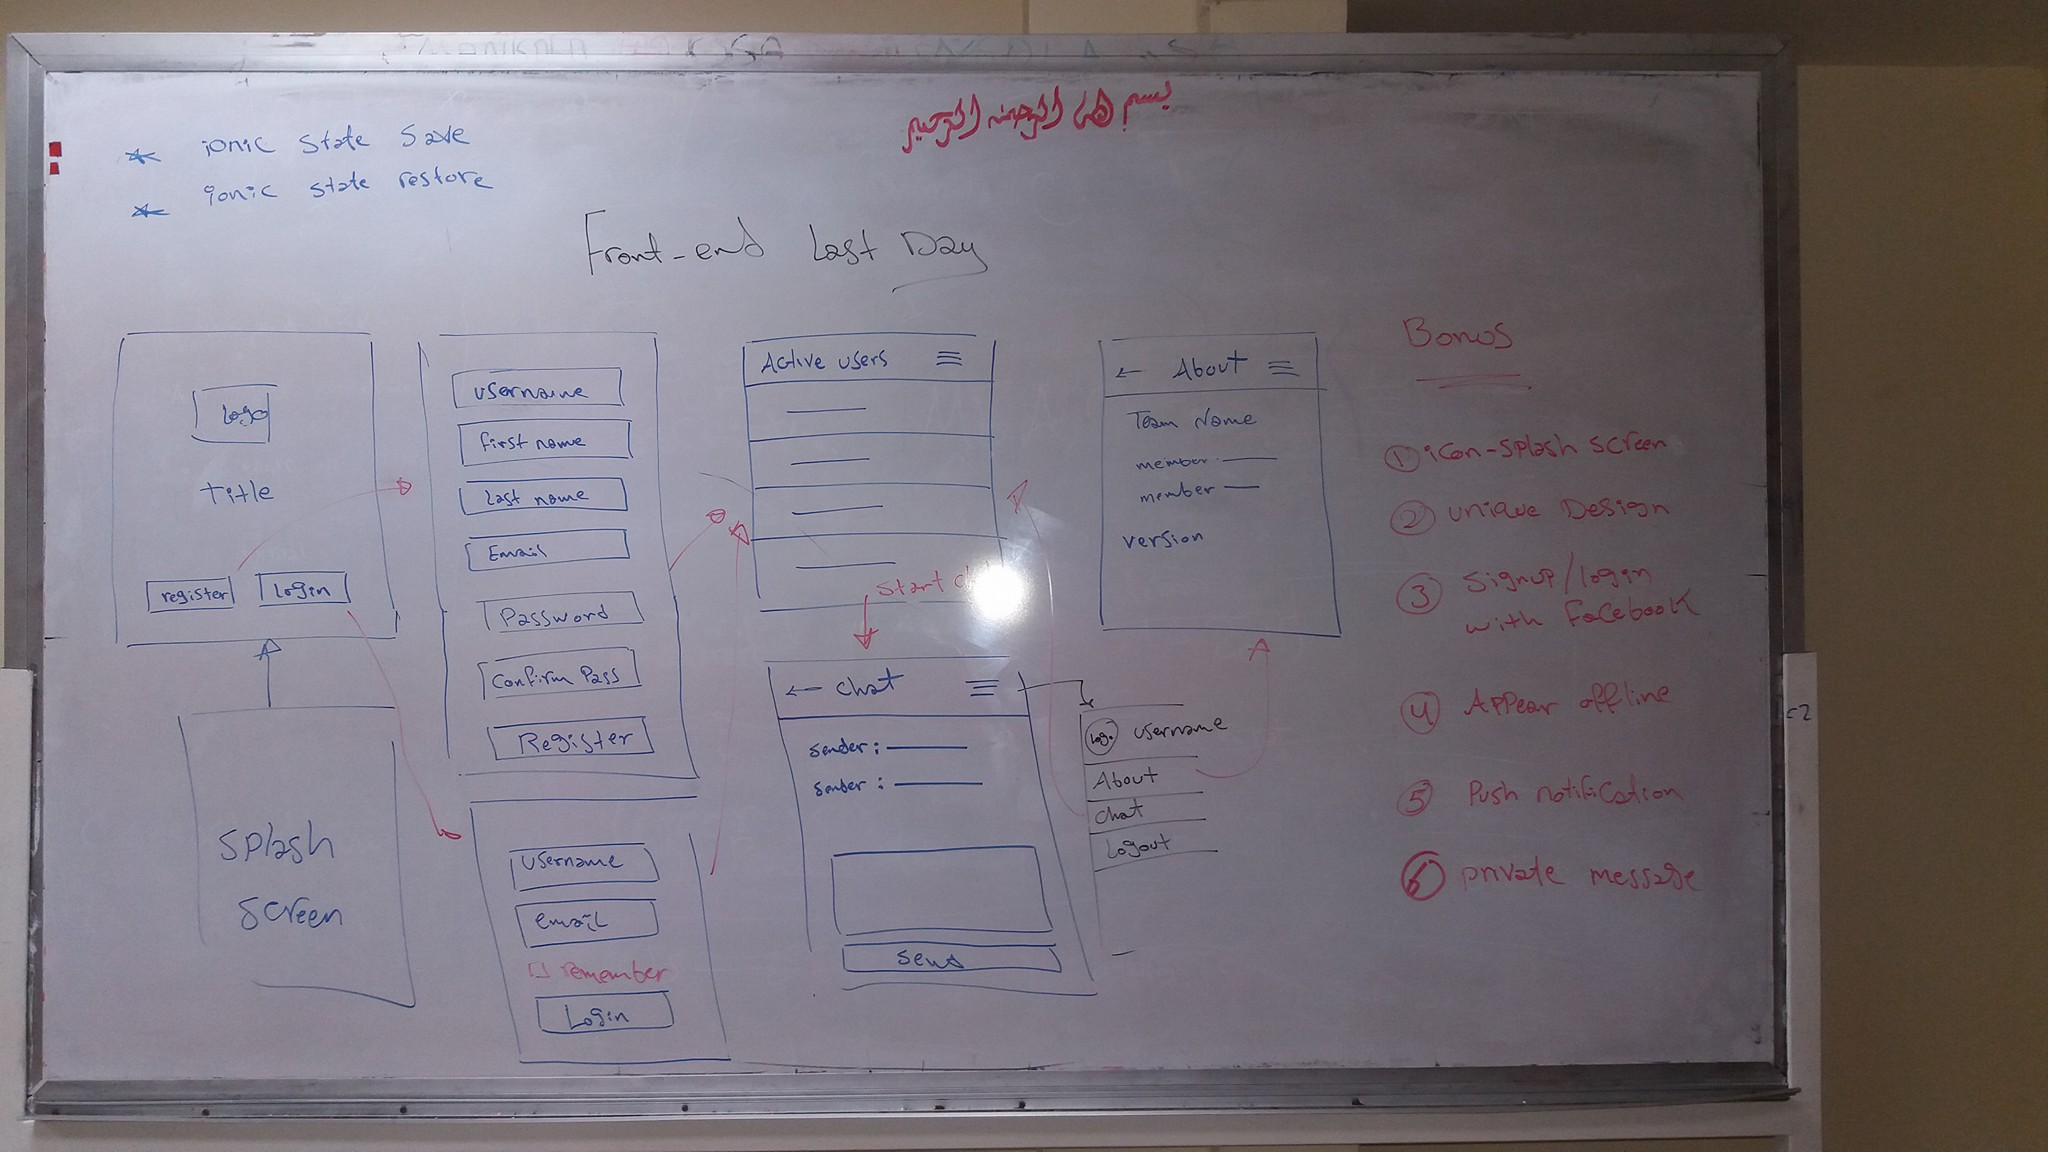 بسم الله الرحمن الرحيم
* ionic state save
* ionic state restore
Front-end Last Day
Logo
Title
register
Login
Splash
Screen
username
first name
Last name
Email
Password
Confirm Pass
Register
username
email
remember
Login
Active users
Start
← chat
Sender:
Sender:
Send
← About
Team Name
member
member
version
Logo username
About
chat
Logout
Bonus
① icon-splash screen
② unique Design
③ Signup/login
with facebook
④ Appear offline
⑤ Push notification
⑥ private message